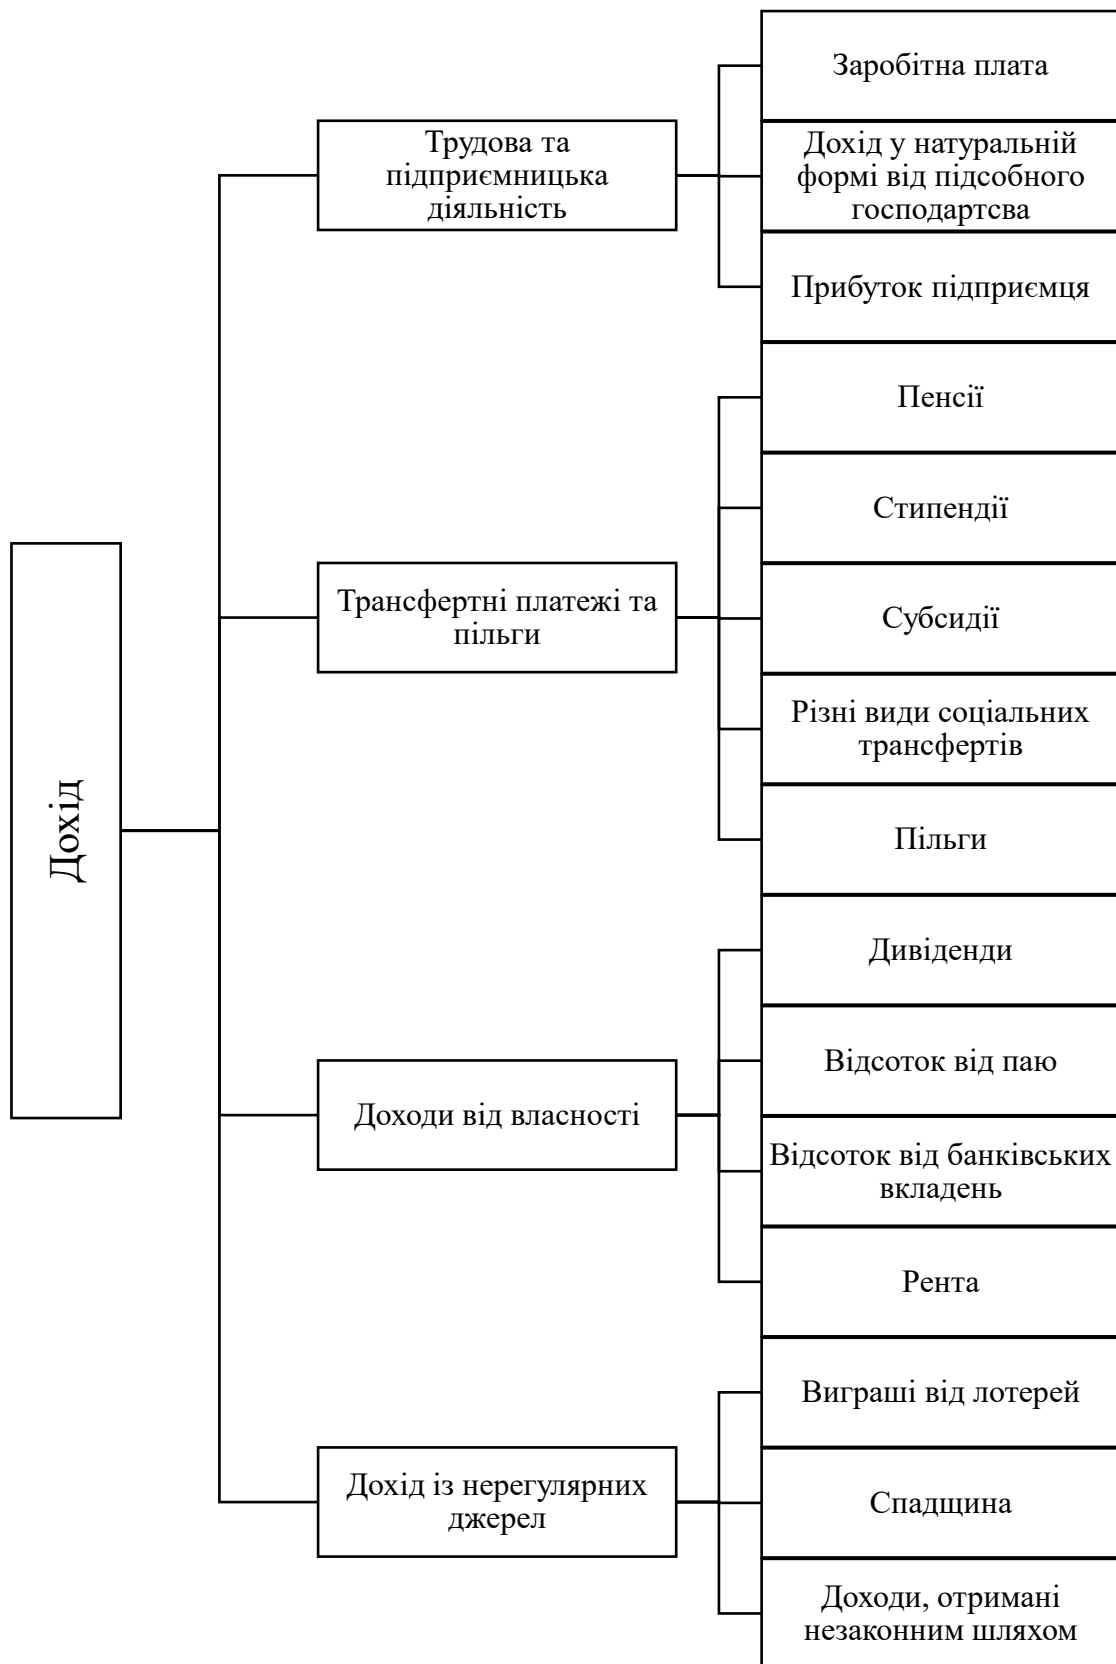 Дохід
Трудова та
підприємницька
діяльність
Заробітна плата
Дохід у натуральній
формі від підсобного
господартсва
Прибуток підприємця
Трансфертні платежі та
пільги
Пенсії
Стипендії
Субсидії
Різні види соціальних
трансфертів
Пільги
Доходи від власності
Дивіденди
Відсоток від паю
Відсоток від банківських
вкладень
Рента
Дохід із нерегулярних
джерел
Виграші від лотерей
Спадщина
Доходи, отримані
незаконним шляхом